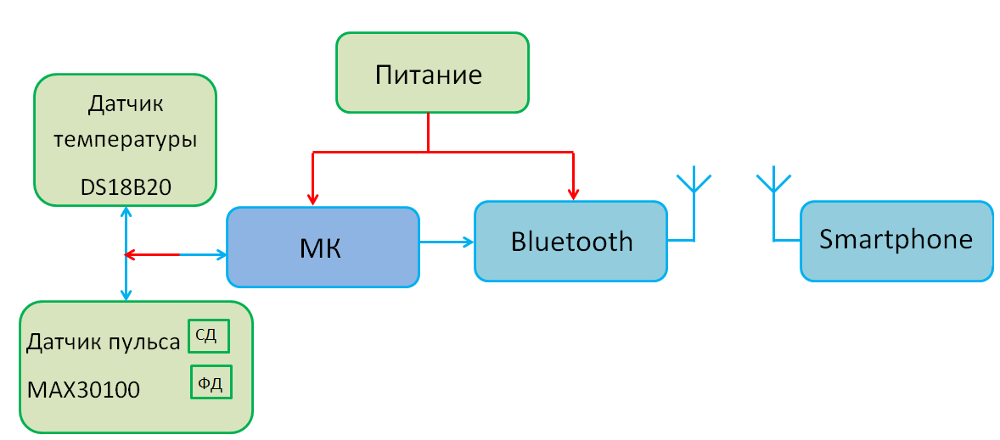 Питание
Датчик
температуры
DS18B20
МК
Bluetooth
Smartphone
Датчик пульса
СД
MAX30100
ФД